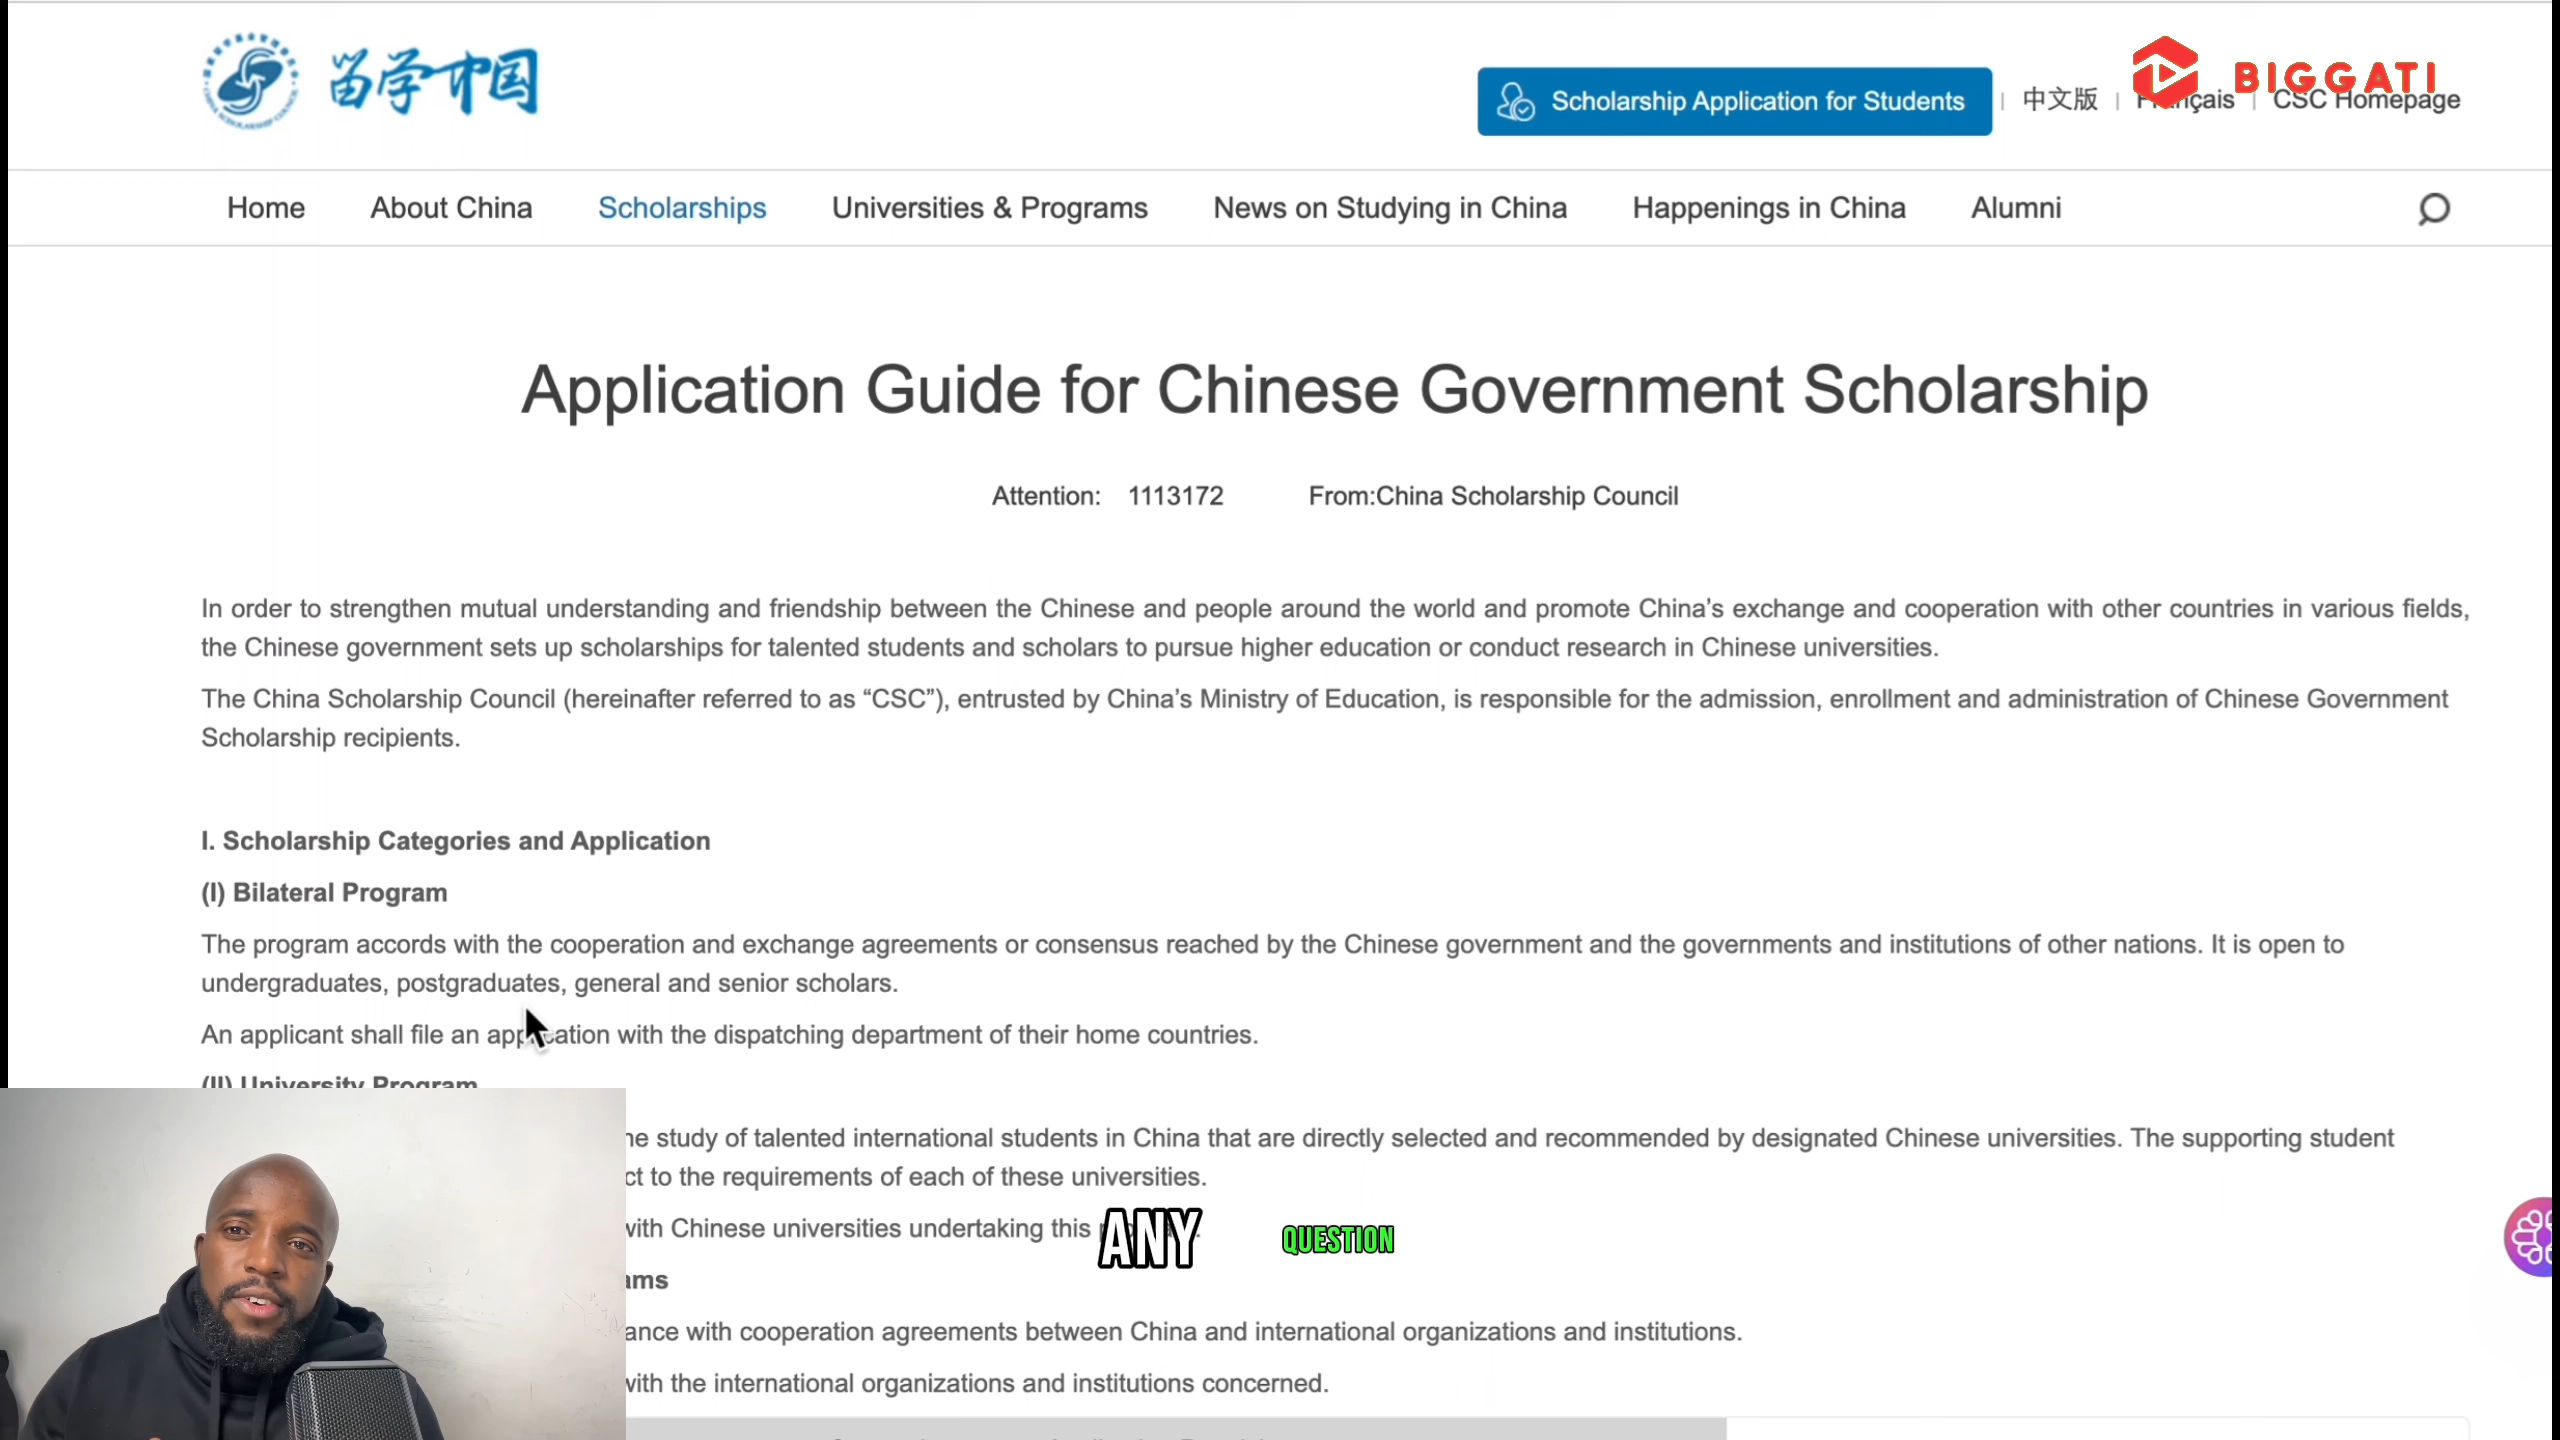 留学中国
Scholarship Application for Students | 中文版 | Français | CSC Homepage
BIGGATI
Home About China Scholarships Universities & Programs News on Studying in China Happenings in China Alumni
Application Guide for Chinese Government Scholarship
Attention: 1113172 From:China Scholarship Council
In order to strengthen mutual understanding and friendship between the Chinese and people around the world and promote China’s exchange and cooperation with other countries in various fields,
the Chinese government sets up scholarships for talented students and scholars to pursue higher education or conduct research in Chinese universities.
The China Scholarship Council (hereinafter referred to as “CSC”), entrusted by China’s Ministry of Education, is responsible for the admission, enrollment and administration of Chinese Government
Scholarship recipients.
I. Scholarship Categories and Application
(I) Bilateral Program
The program accords with the cooperation and exchange agreements or consensus reached by the Chinese government and the governments and institutions of other nations. It is open to
undergraduates, postgraduates, general and senior scholars.
An applicant shall file an application with the dispatching department of their home countries.
(II) University Program
study of talented international students in China that are directly selected and recommended by designated Chinese universities. The supporting student
to the requirements of each of these universities.
with Chinese universities undertaking this
ANY QUESTION
with cooperation agreements between China and international organizations and institutions.
with the international organizations and institutions concerned.